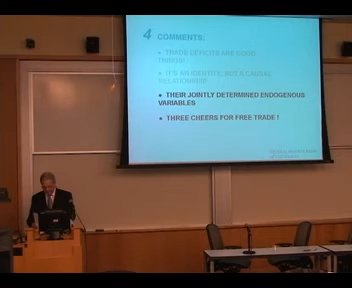 4 COMMENTS:
• TRADE DEFICITS ARE GOOD
THINGS!
• IT'S AN IDENTITY, NOT A CAUSAL
RELATIONSHIP!
• THEIR JOINTLY DETERMINED ENDOGENOUS
VARIABLES
• THREE CHEERS FOR FREE TRADE !